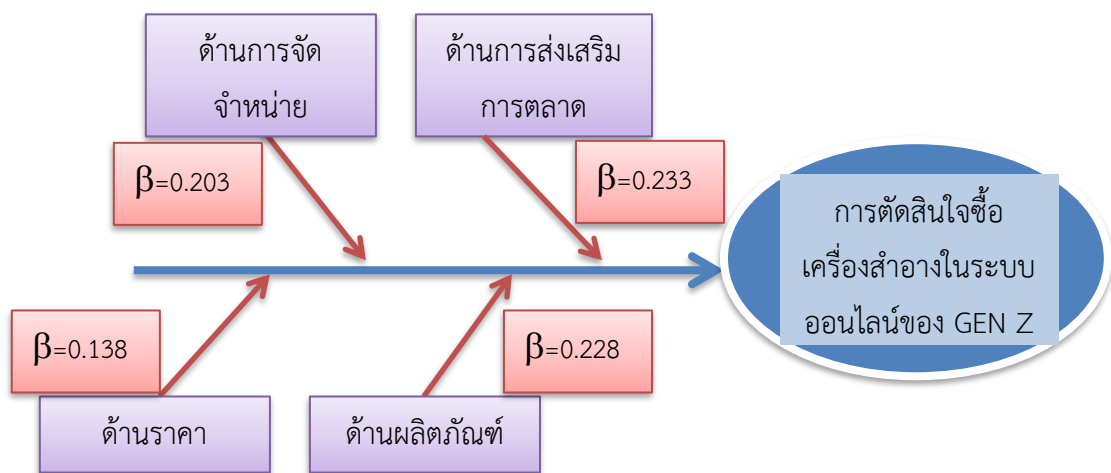 ด้านการจัด
จำหน่าย
ด้านการส่งเสริม
การตลาด
β=0.203
β=0.233
การตัดสินใจซื้อ
เครื่องสำอางในระบบ
ออนไลน์ของ GEN Z
β=0.138
β=0.228
ด้านราคา
ด้านผลิตภัณฑ์